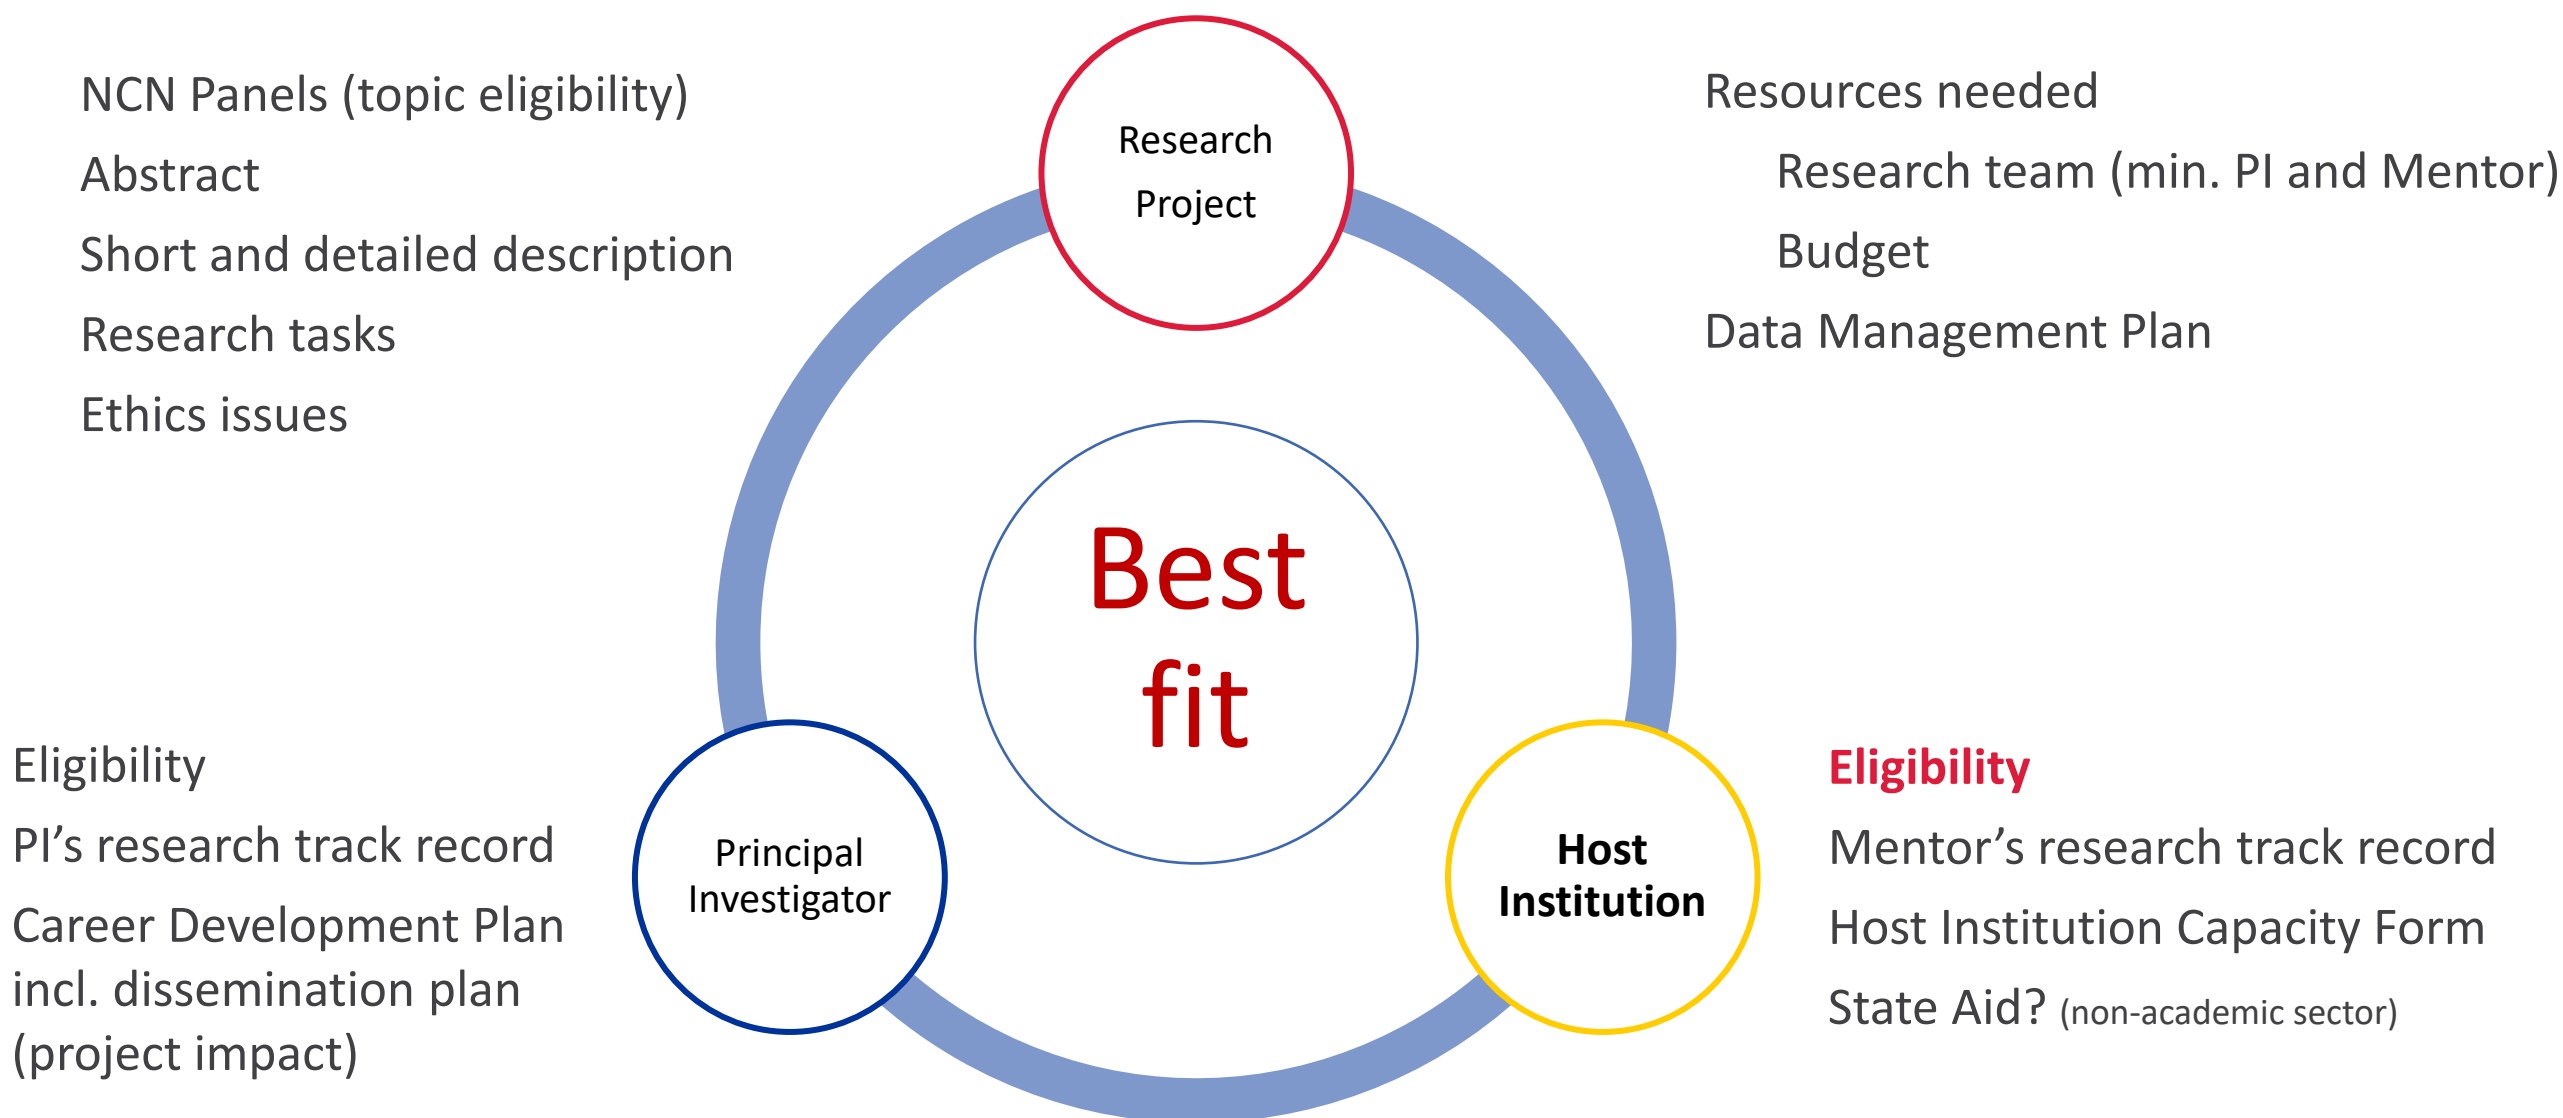 NCN Panels (topic eligibility)
Abstract
Short and detailed description
Research tasks
Ethics issues
Research
Project
Resources needed
Research team (min. PI and Mentor)
Budget
Data Management Plan
Best
fit
Eligibility
PI’s research track record
Career Development Plan
incl. dissemination plan
(project impact)
Principal
Investigator
Host
Institution
Eligibility
Mentor’s research track record
Host Institution Capacity Form
State Aid? (non-academic sector)